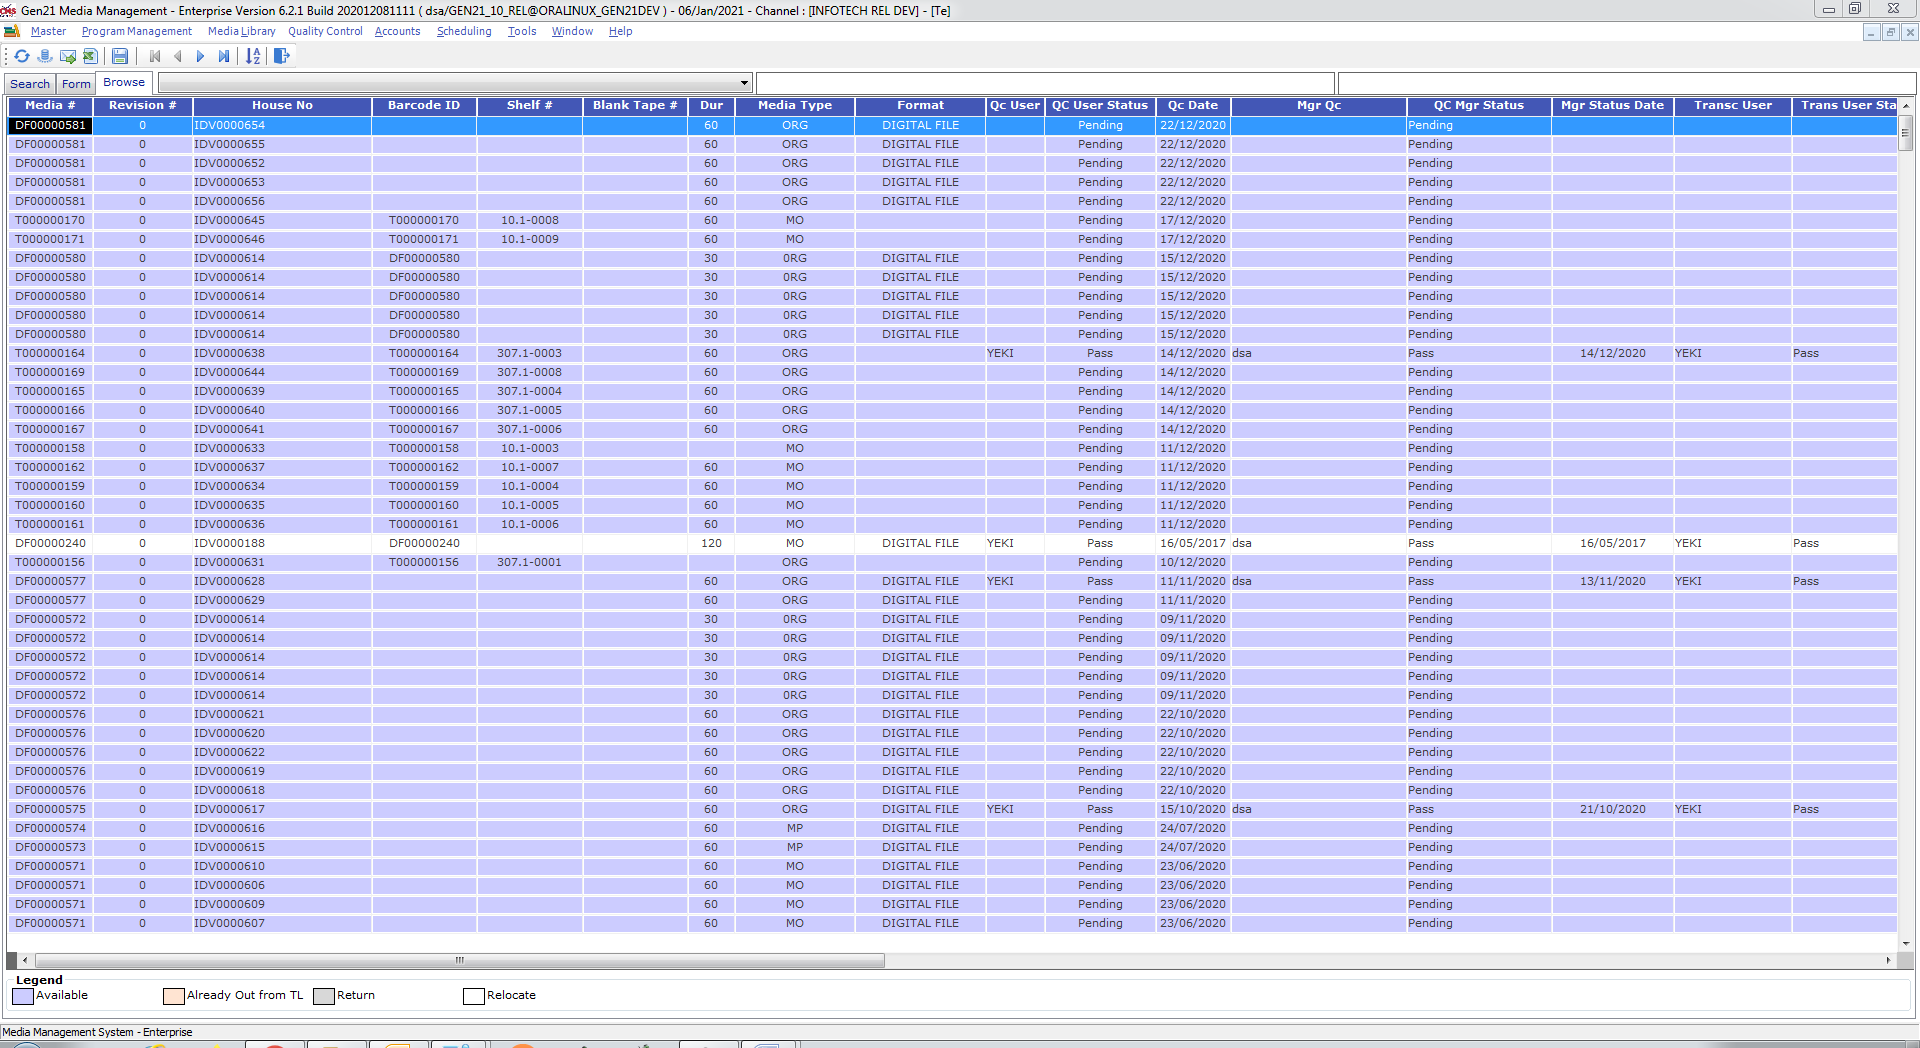 Gen21 Media Management - Enterprise Version 6.2.1 Build 202012081111 ( dsa/GEN21_10_REL@ORALINUX_GEN21DEV ) - 06/Jan/2021 - Channel : [INFOTECH REL DEV] - [Te]
Master Program Management Media Library Quality Control Accounts Scheduling Tools Window Help
Search Form Browse
Media # Revision # House No Barcode ID Shelf # Blank Tape # Dur Media Type Format Qc User QC User Status Qc Date Mgr Qc QC Mgr Status Mgr Status Date Transc User Trans User Sta
DF00000581 0 IDV0000654 60 ORG DIGITAL FILE Pending 22/12/2020 Pending
DF00000581 0 IDV0000655 60 ORG DIGITAL FILE Pending 22/12/2020 Pending
DF00000581 0 IDV0000652 60 ORG DIGITAL FILE Pending 22/12/2020 Pending
DF00000581 0 IDV0000653 60 ORG DIGITAL FILE Pending 22/12/2020 Pending
DF00000581 0 IDV0000656 60 ORG DIGITAL FILE Pending 22/12/2020 Pending
T000000170 0 IDV0000645 T000000170 10.1-0008 60 MO Pending 17/12/2020 Pending
T000000171 0 IDV0000646 T000000171 10.1-0009 60 MO Pending 17/12/2020 Pending
DF00000580 0 IDV0000614 DF00000580 30 0RG DIGITAL FILE Pending 15/12/2020 Pending
DF00000580 0 IDV0000614 DF00000580 30 0RG DIGITAL FILE Pending 15/12/2020 Pending
DF00000580 0 IDV0000614 DF00000580 30 0RG DIGITAL FILE Pending 15/12/2020 Pending
DF00000580 0 IDV0000614 DF00000580 30 0RG DIGITAL FILE Pending 15/12/2020 Pending
DF00000580 0 IDV0000614 DF00000580 30 0RG DIGITAL FILE Pending 15/12/2020 Pending
T000000164 0 IDV0000638 T000000164 307.1-0003 60 ORG YEKI Pass 14/12/2020 dsa Pass 14/12/2020 YEKI Pass
T000000169 0 IDV0000644 T000000169 307.1-0008 60 ORG Pending 14/12/2020 Pending
T000000165 0 IDV0000639 T000000165 307.1-0004 60 ORG Pending 14/12/2020 Pending
T000000166 0 IDV0000640 T000000166 307.1-0005 60 ORG Pending 14/12/2020 Pending
T000000167 0 IDV0000641 T000000167 307.1-0006 60 ORG Pending 14/12/2020 Pending
T000000158 0 IDV0000633 T000000158 10.1-0003 MO Pending 11/12/2020 Pending
T000000162 0 IDV0000637 T000000162 10.1-0007 60 MO Pending 11/12/2020 Pending
T000000159 0 IDV0000634 T000000159 10.1-0004 60 MO Pending 11/12/2020 Pending
T000000160 0 IDV0000635 T000000160 10.1-0005 60 MO Pending 11/12/2020 Pending
T000000161 0 IDV0000636 T000000161 10.1-0006 60 MO Pending 11/12/2020 Pending
DF00000240 0 IDV0000188 DF00000240 120 MO DIGITAL FILE YEKI Pass 16/05/2017 dsa Pass 16/05/2017 YEKI Pass
T000000156 0 IDV0000631 T000000156 307.1-0001 ORG Pending 10/12/2020 Pending
DF00000577 0 IDV0000628 60 ORG DIGITAL FILE YEKI Pass 11/11/2020 dsa Pass 13/11/2020 YEKI Pass
DF00000577 0 IDV0000629 60 ORG DIGITAL FILE Pending 11/11/2020 Pending
DF00000572 0 IDV0000614 30 0RG DIGITAL FILE Pending 09/11/2020 Pending
DF00000572 0 IDV0000614 30 0RG DIGITAL FILE Pending 09/11/2020 Pending
DF00000572 0 IDV0000614 30 0RG DIGITAL FILE Pending 09/11/2020 Pending
DF00000572 0 IDV0000614 30 0RG DIGITAL FILE Pending 09/11/2020 Pending
DF00000572 0 IDV0000614 30 0RG DIGITAL FILE Pending 09/11/2020 Pending
DF00000576 0 IDV0000621 60 ORG DIGITAL FILE Pending 22/10/2020 Pending
DF00000576 0 IDV0000620 60 ORG DIGITAL FILE Pending 22/10/2020 Pending
DF00000576 0 IDV0000622 60 ORG DIGITAL FILE Pending 22/10/2020 Pending
DF00000576 0 IDV0000619 60 ORG DIGITAL FILE Pending 22/10/2020 Pending
DF00000576 0 IDV0000618 60 ORG DIGITAL FILE Pending 22/10/2020 Pending
DF00000575 0 IDV0000617 60 ORG DIGITAL FILE YEKI Pass 15/10/2020 dsa Pass 21/10/2020 YEKI Pass
DF00000574 0 IDV0000616 60 MP DIGITAL FILE Pending 24/07/2020 Pending
DF00000573 0 IDV0000615 60 MP DIGITAL FILE Pending 24/07/2020 Pending
DF00000571 0 IDV0000610 60 MO DIGITAL FILE Pending 23/06/2020 Pending
DF00000571 0 IDV0000606 60 MO DIGITAL FILE Pending 23/06/2020 Pending
DF00000571 0 IDV0000609 60 MO DIGITAL FILE Pending 23/06/2020 Pending
DF00000571 0 IDV0000607 60 MO DIGITAL FILE Pending 23/06/2020 Pending
Legend
Available Already Out from TL Return Relocate
Media Management System - Enterprise